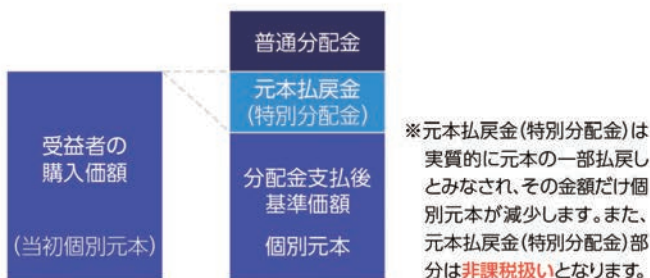 普通分配金
元本払戻金
(特別分配金)
受益者の
購入価額
(当初個別元本)
分配金支払後
基準価額
個別元本
※元本払戻金(特別分配金)は
実質的に元本の一部払戻し
とみなされ、その金額だけ個
別元本が減少します。また、
元本払戻金(特別分配金)部
分は非課税扱いとなります。